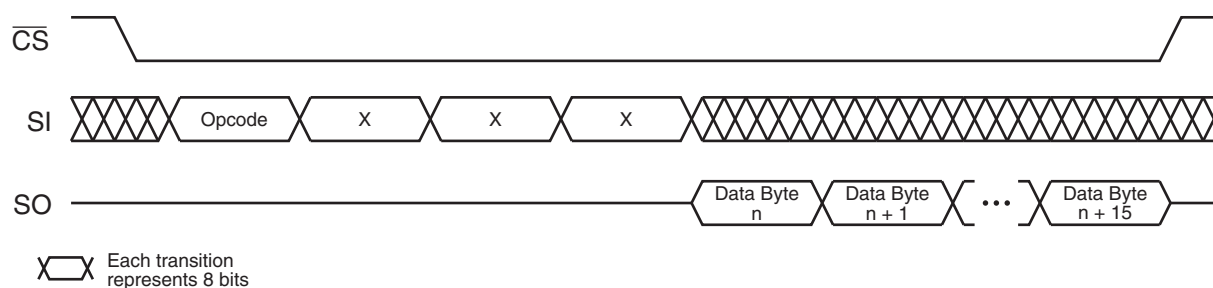 CS
SI
Opcode
X
X
X
SO
Data Byte
n
Data Byte
n + 1
•••
Data Byte
n + 15
Each transition
represents 8 bits